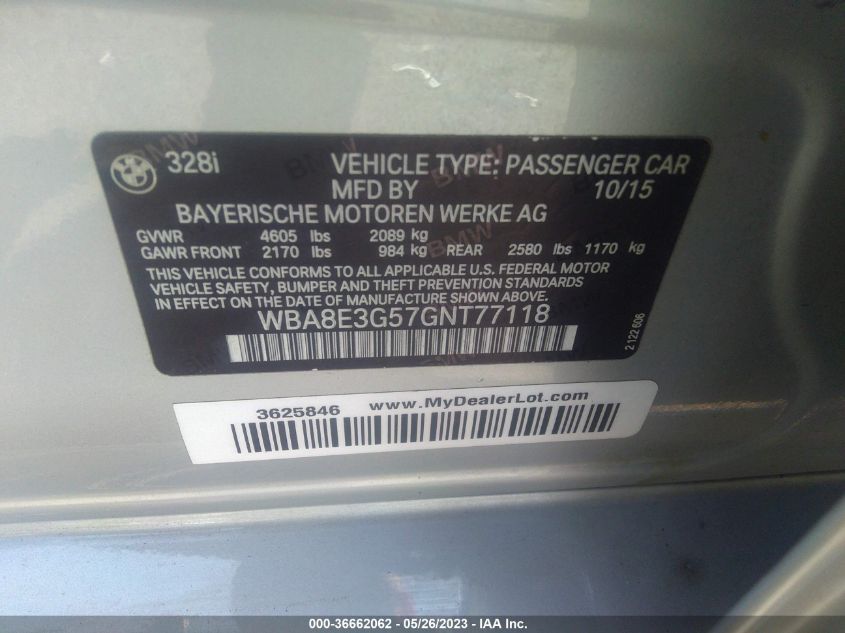 BMW 328i VEHICLE TYPE: PASSENGER CAR
MFD BY 10/15
BAYERISCHE MOTOREN WERKE AG
GVWR 4605 lbs 2089 kg
GAWR FRONT 2170 lbs 984 kg REAR 2580 lbs 1170 kg
THIS VEHICLE CONFORMS TO ALL APPLICABLE U.S. FEDERAL MOTOR
VEHICLE SAFETY, BUMPER AND THEFT PREVENTION STANDARDS
IN EFFECT ON THE DATE OF MANUFACTURE SHOWN ABOVE.
WBA8E3G57GNT77118
2 122 606
3625846 www.MyDealerLot.com
000-36662062 - 05/26/2023 - IAA Inc.